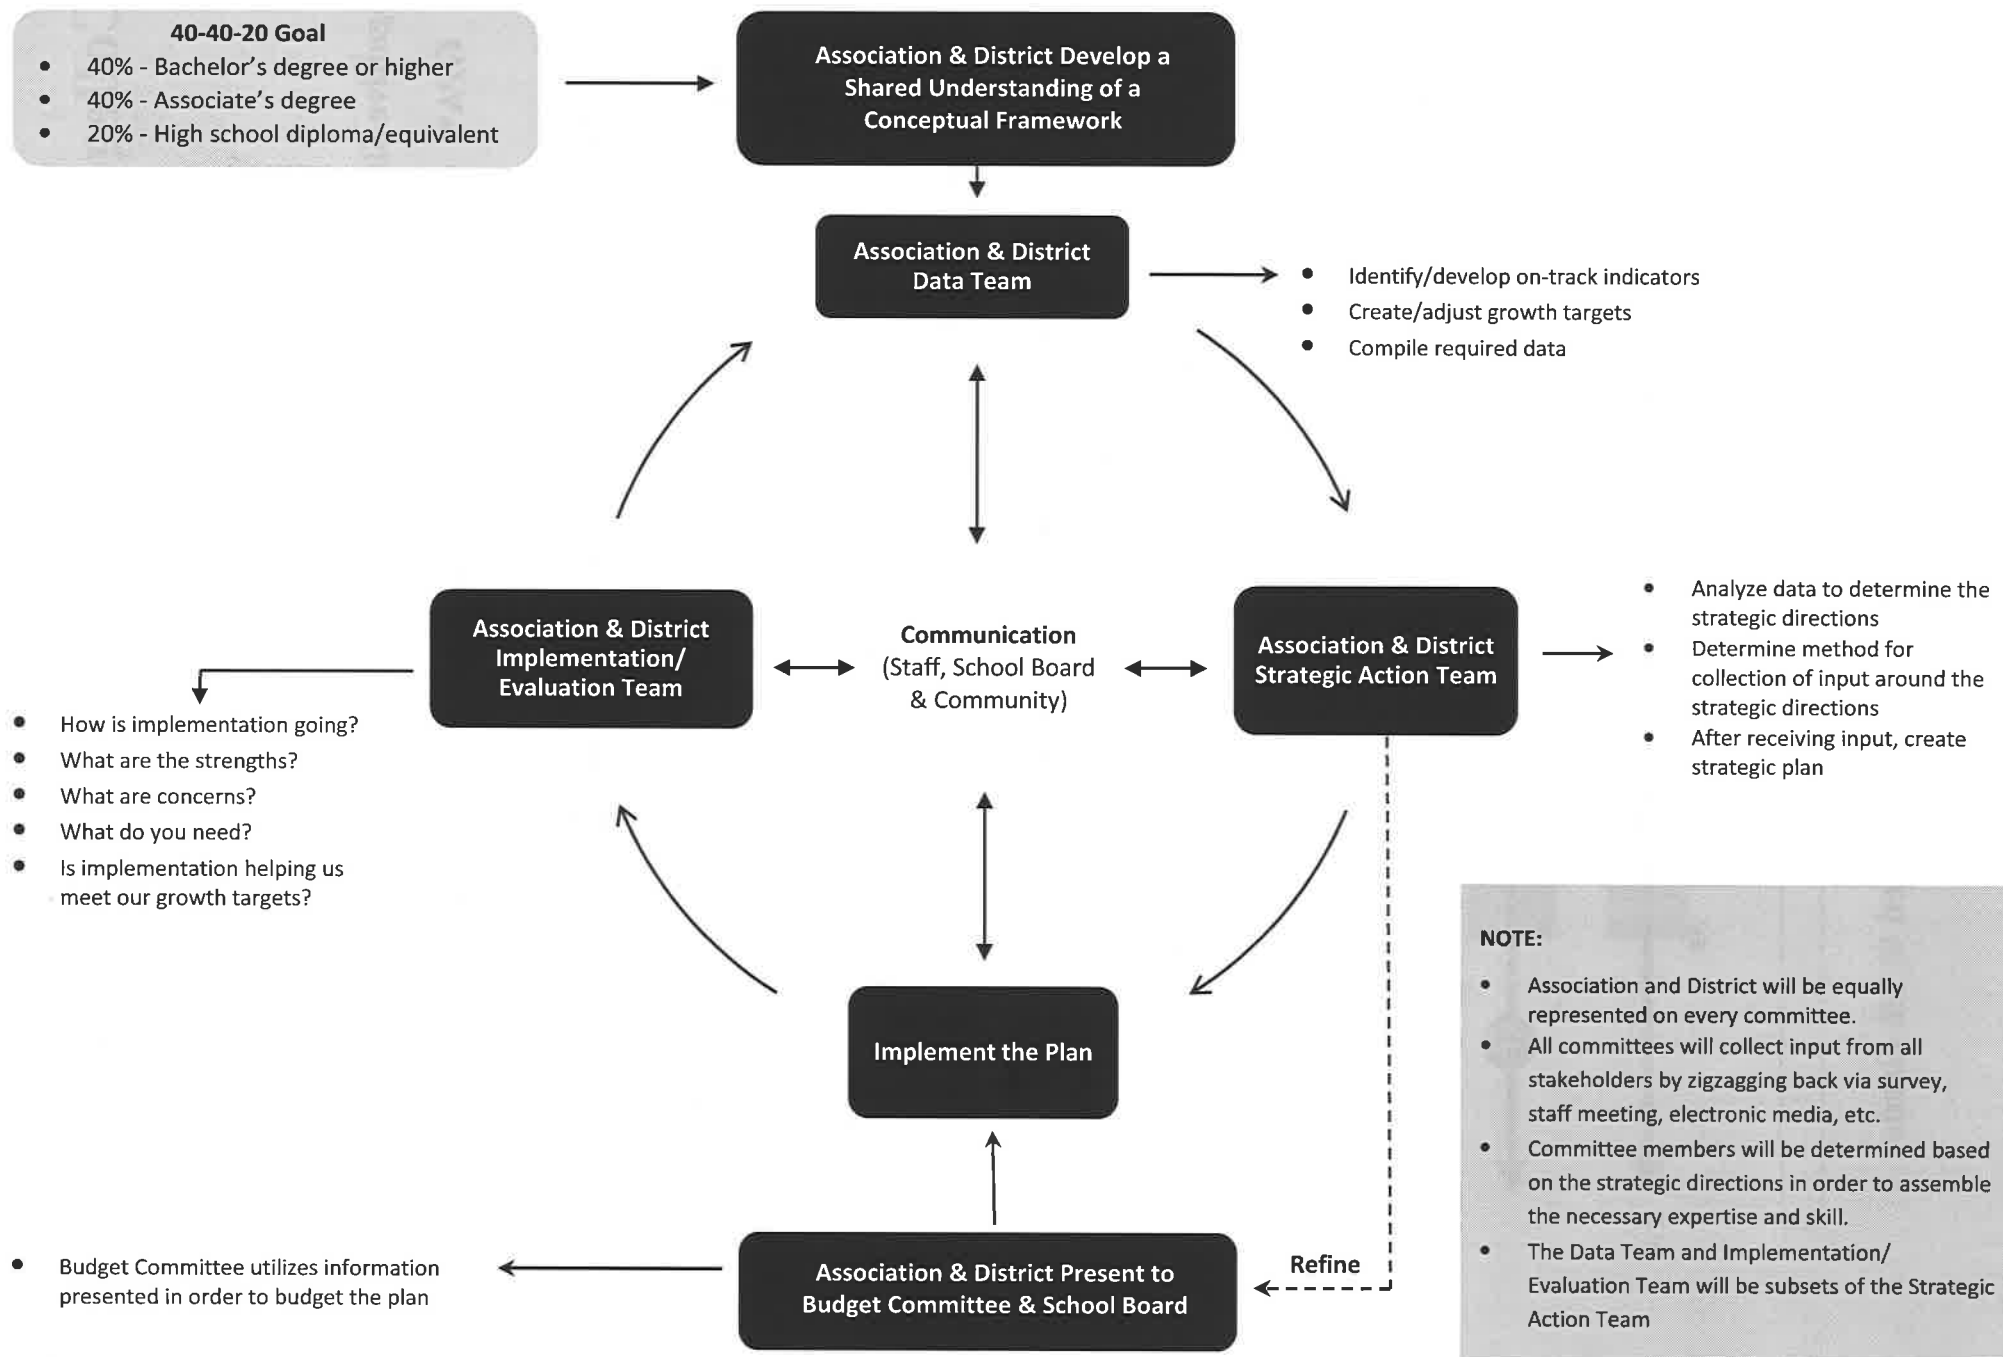 40-40-20 Goal
• 40% - Bachelor's degree or higher
• 40% - Associate's degree
• 20% - High school diploma/equivalent
Association & District Develop a
Shared Understanding of a
Conceptual Framework
Association & District
Data Team
• Identify/develop on-track indicators
• Create/adjust growth targets
• Compile required data
Association & District
Implementation/
Evaluation Team
Communication
(Staff, School Board
& Community)
Association & District
Strategic Action Team
• Analyze data to determine the
strategic directions
• Determine method for
collection of input around the
strategic directions
• After receiving input, create
strategic plan
• How is implementation going?
• What are the strengths?
• What are concerns?
• What do you need?
• Is implementation helping us
meet our growth targets?
Implement the Plan
NOTE:
• Association and District will be equally
represented on every committee.
• All committees will collect input from all
stakeholders by zigzagging back via survey,
staff meeting, electronic media, etc.
• Committee members will be determined based
on the strategic directions in order to assemble
the necessary expertise and skill.
• The Data Team and Implementation/
Evaluation Team will be subsets of the Strategic
Action Team
• Budget Committee utilizes information
presented in order to budget the plan
Association & District Present to
Budget Committee & School Board
Refine